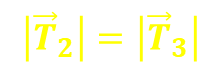 |T⃗₂| = |T⃗₃|